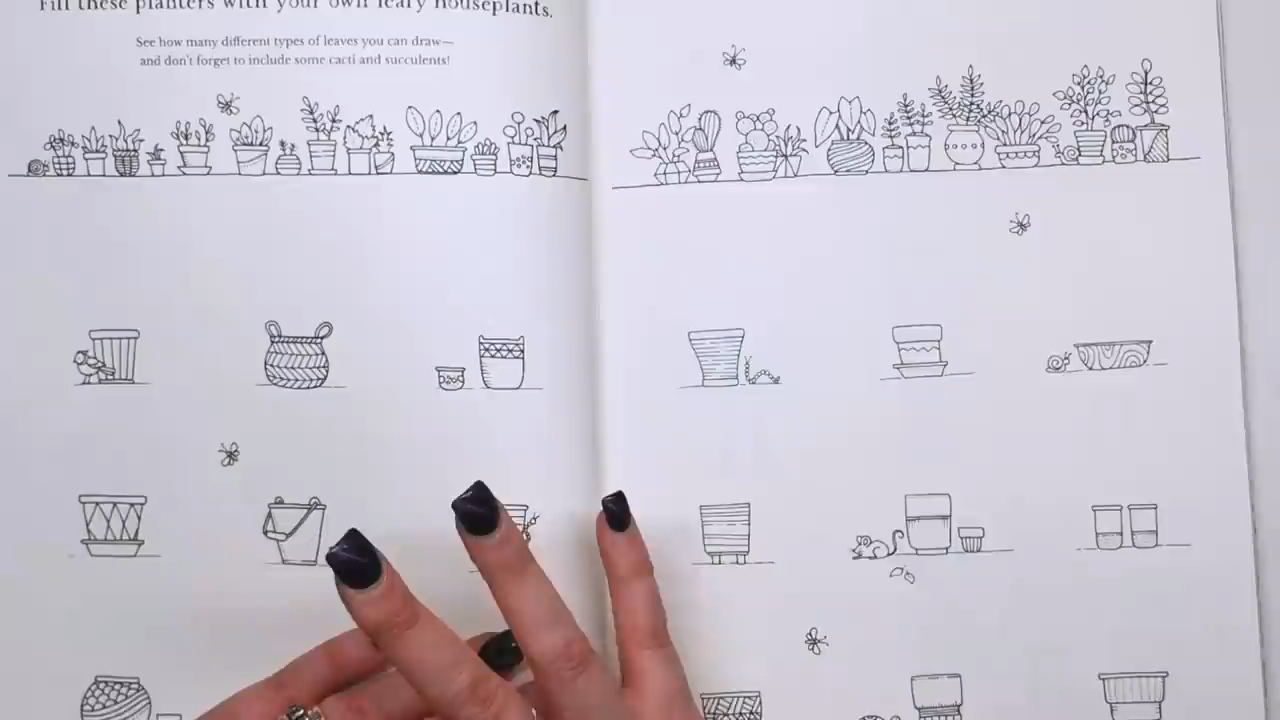 Fill these planters with your own leafy houseplants.
See how many different types of leaves you can draw—
and don't forget to include some cacti and succulents!